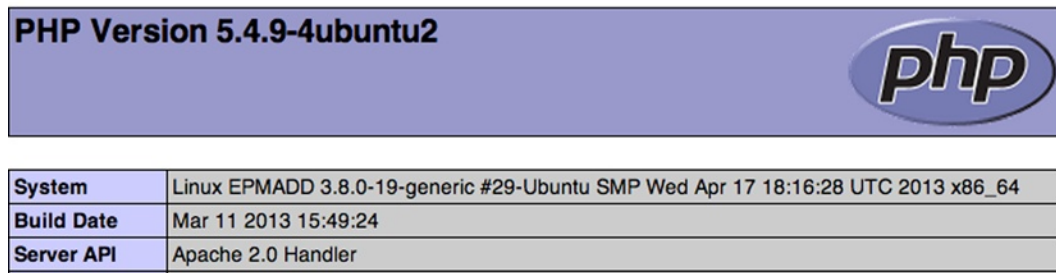 PHP Version 5.4.9-4ubuntu2
php
System Linux EPMADD 3.8.0-19-generic #29-Ubuntu SMP Wed Apr 17 18:16:28 UTC 2013 x86_64
Build Date Mar 11 2013 15:49:24
Server API Apache 2.0 Handler